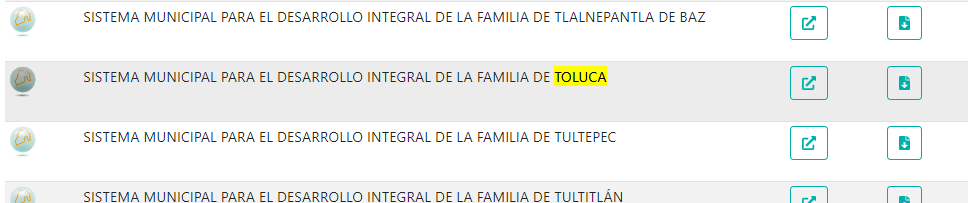 SISTEMA MUNICIPAL PARA EL DESARROLLO INTEGRAL DE LA FAMILIA DE TLALNEPANTLA DE BAZ
SISTEMA MUNICIPAL PARA EL DESARROLLO INTEGRAL DE LA FAMILIA DE TOLUCA
SISTEMA MUNICIPAL PARA EL DESARROLLO INTEGRAL DE LA FAMILIA DE TULTEPEC
SISTEMA MUNICIPAL PARA EL DESARROLLO INTEGRAL DE LA FAMILIA DE TULTITLÁN